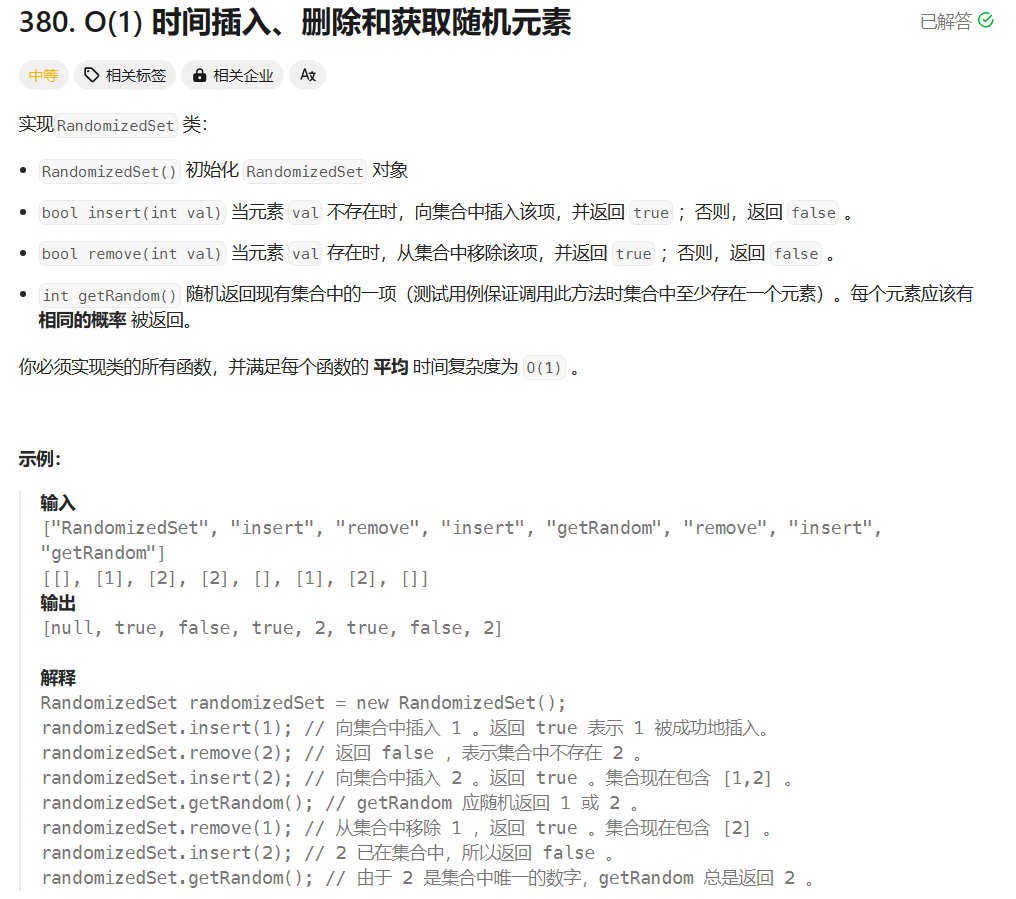 380. O(1) 时间插入、删除和获取随机元素
已解答
中等 相关标签 相关企业 Ax
实现 RandomizedSet 类：
• RandomizedSet() 初始化 RandomizedSet 对象
• bool insert(int val) 当元素 val 不存在时，向集合中插入该项，并返回 true ；否则，返回 false 。
• bool remove(int val) 当元素 val 存在时，从集合中移除该项，并返回 true ；否则，返回 false 。
• int getRandom() 随机返回现有集合中的一项（测试用例保证调用此方法时集合中至少存在一个元素）。每个元素应该有
相同的概率 被返回。
你必须实现类的所有函数，并满足每个函数的 平均 时间复杂度为 O(1) 。
示例：
输入
["RandomizedSet", "insert", "remove", "insert", "getRandom", "remove", "insert",
"getRandom"]
[[], [1], [2], [2], [], [1], [2], []]
输出
[null, true, false, true, 2, true, false, 2]
解释
RandomizedSet randomizedSet = new RandomizedSet();
randomizedSet.insert(1); // 向集合中插入 1 。返回 true 表示 1 被成功地插入。
randomizedSet.remove(2); // 返回 false ，表示集合中不存在 2 。
randomizedSet.insert(2); // 向集合中插入 2 。返回 true 。集合现在包含 [1,2] 。
randomizedSet.getRandom(); // getRandom 应随机返回 1 或 2 。
randomizedSet.remove(1); // 从集合中移除 1 ，返回 true 。集合现在包含 [2] 。
randomizedSet.insert(2); // 2 已在集合中，所以返回 false 。
randomizedSet.getRandom(); // 由于 2 是集合中唯一的数字，getRandom 总是返回 2 。